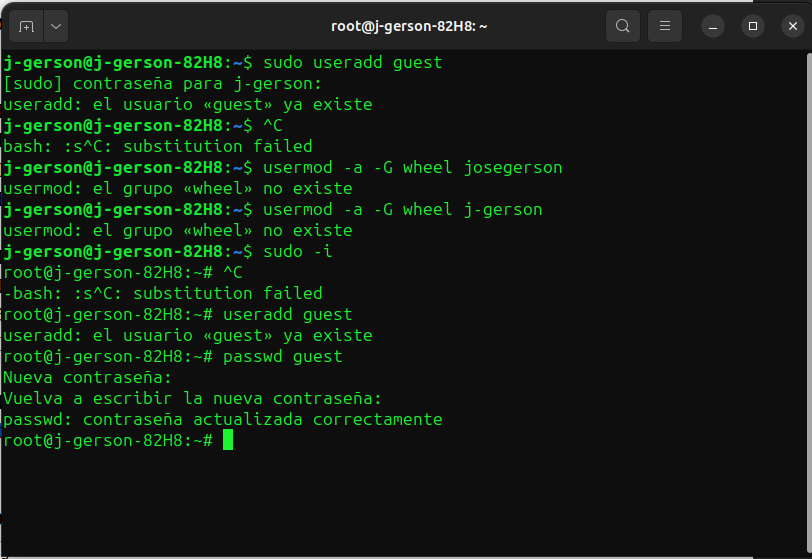 root@j-gerson-82H8: ~
j-gerson@j-gerson-82H8:~$ sudo useradd guest
[sudo] contraseña para j-gerson:
useradd: el usuario «guest» ya existe
j-gerson@j-gerson-82H8:~$ ^C
bash: :s^C: substitution failed
j-gerson@j-gerson-82H8:~$ usermod -a -G wheel josegerson
usermod: el grupo «wheel» no existe
j-gerson@j-gerson-82H8:~$ usermod -a -G wheel j-gerson
usermod: el grupo «wheel» no existe
j-gerson@j-gerson-82H8:~$ sudo -i
root@j-gerson-82H8:~# ^C
-bash: :s^C: substitution failed
root@j-gerson-82H8:~# useradd guest
useradd: el usuario «guest» ya existe
root@j-gerson-82H8:~# passwd guest
Nueva contraseña:
Vuelva a escribir la nueva contraseña:
passwd: contraseña actualizada correctamente
root@j-gerson-82H8:~#